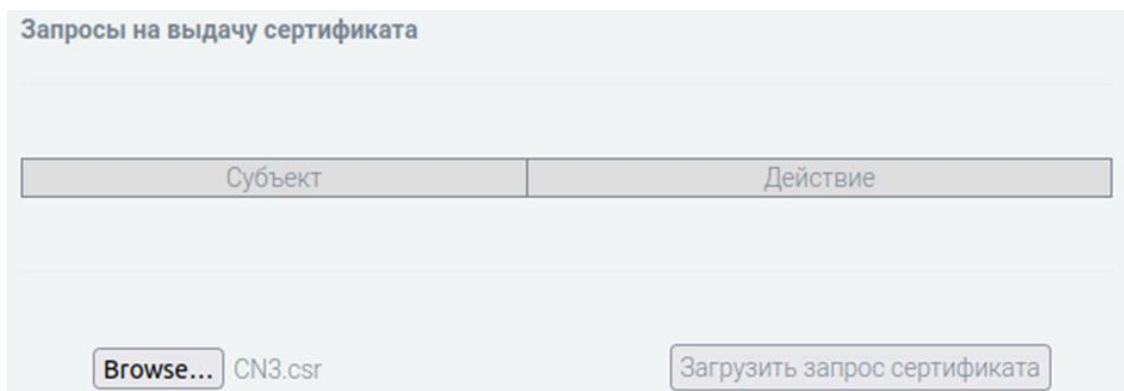 Запросы на выдачу сертификата
Субъект Действие
Browse... CN3.csr Загрузить запрос сертификата